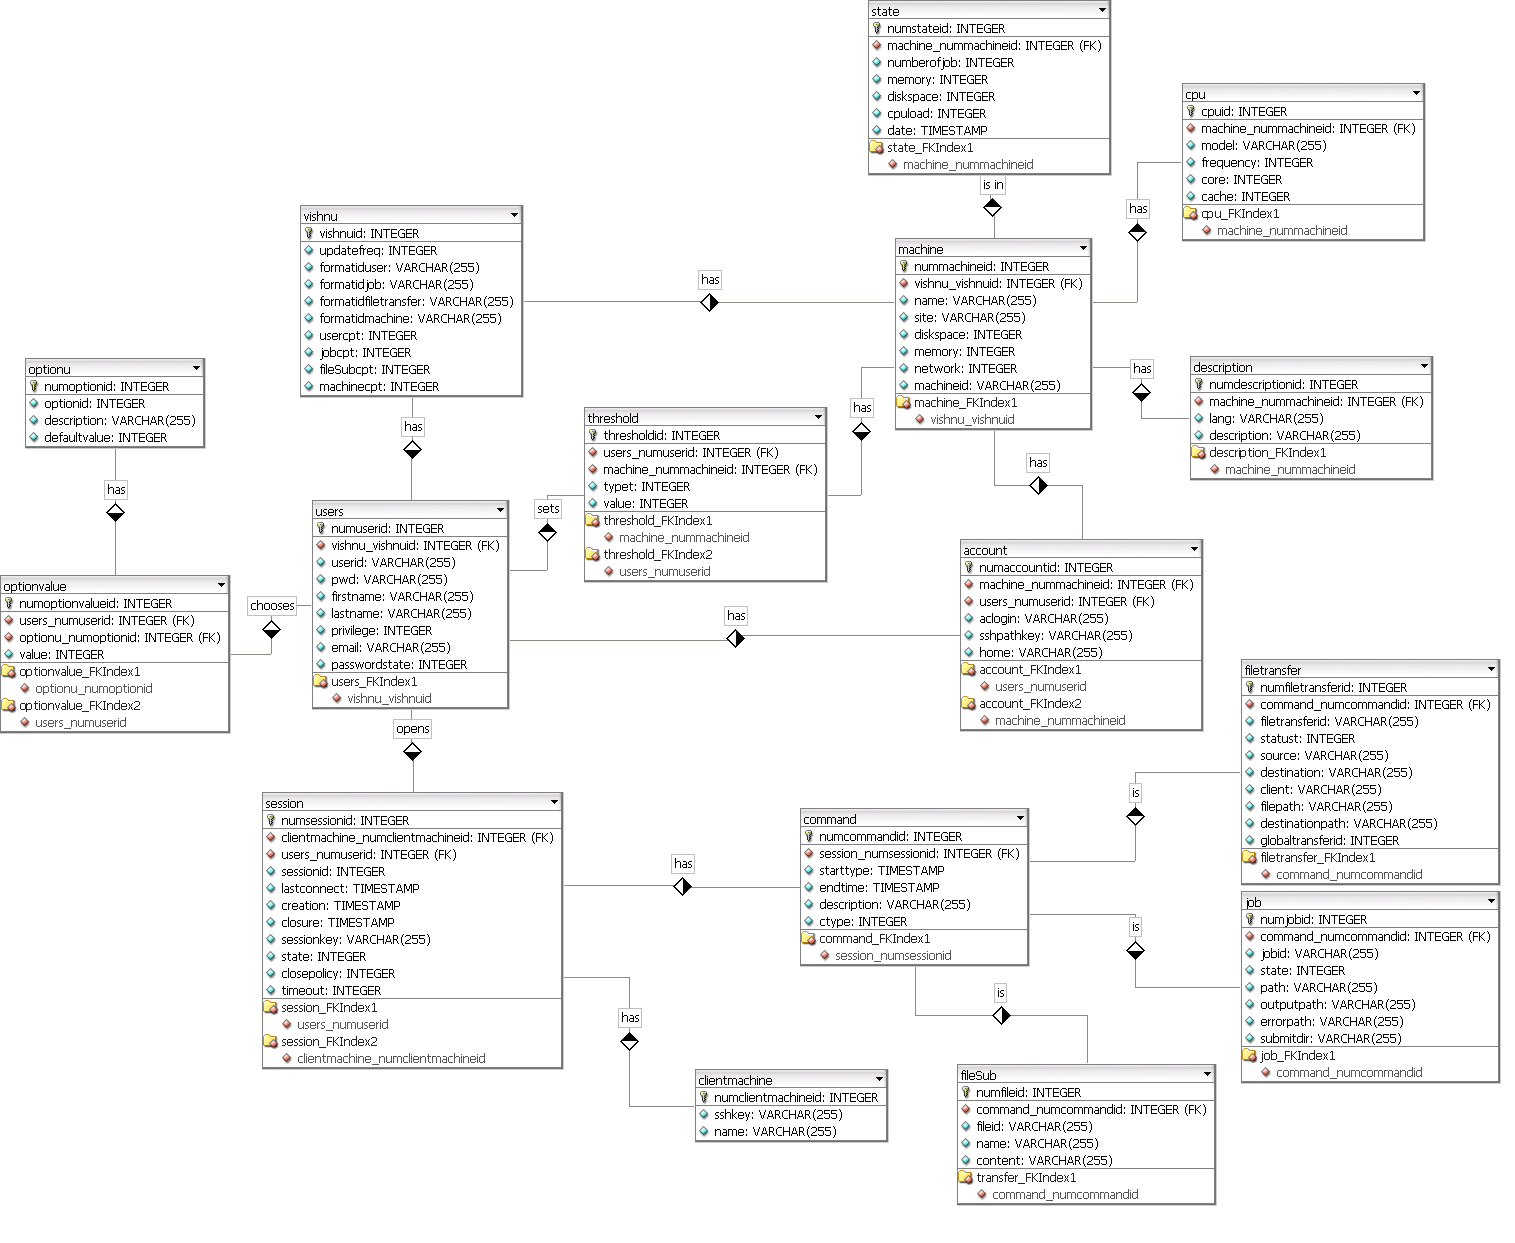 state
numstateid: INTEGER
machine_nummachineid: INTEGER (FK)
numberofjob: INTEGER
memory: INTEGER
diskspace: INTEGER
cpuload: INTEGER
date: TIMESTAMP
state_FKIndex1
machine_nummachineid
is in
cpu
cpuid: INTEGER
machine_nummachineid: INTEGER (FK)
model: VARCHAR(255)
frequency: INTEGER
core: INTEGER
cache: INTEGER
cpu_FKIndex1
machine_nummachineid
has
vishnu
vishnuid: INTEGER
updatefreq: INTEGER
formatiduser: VARCHAR(255)
formatidjob: VARCHAR(255)
formatidfiletransfer: VARCHAR(255)
formatidmachine: VARCHAR(255)
usercpt: INTEGER
jobcpt: INTEGER
fileSubcpt: INTEGER
machinecpt: INTEGER
has
machine
nummachineid: INTEGER
vishnu_vishnuid: INTEGER (FK)
name: VARCHAR(255)
site: VARCHAR(255)
diskspace: INTEGER
memory: INTEGER
network: INTEGER
machineid: VARCHAR(255)
machine_FKIndex1
vishnu_vishnuid
has
description
numdescriptionid: INTEGER
machine_nummachineid: INTEGER (FK)
lang: VARCHAR(255)
description: VARCHAR(255)
description_FKIndex1
machine_nummachineid
optionu
numoptionid: INTEGER
optionid: INTEGER
description: VARCHAR(255)
defaultvalue: INTEGER
has
has
threshold
thresholdid: INTEGER
users_numuserid: INTEGER (FK)
machine_nummachineid: INTEGER (FK)
typet: INTEGER
value: INTEGER
threshold_FKIndex1
machine_nummachineid
threshold_FKIndex2
users_numuserid
has
has
sets
users
numuserid: INTEGER
vishnu_vishnuid: INTEGER (FK)
userid: VARCHAR(255)
pwd: VARCHAR(255)
firstname: VARCHAR(255)
lastname: VARCHAR(255)
privilege: INTEGER
email: VARCHAR(255)
passwordstate: INTEGER
users_FKIndex1
vishnu_vishnuid
account
numaccountid: INTEGER
machine_nummachineid: INTEGER (FK)
users_numuserid: INTEGER (FK)
aclogin: VARCHAR(255)
sshpathkey: VARCHAR(255)
home: VARCHAR(255)
account_FKIndex1
users_numuserid
account_FKIndex2
machine_nummachineid
optionvalue
numoptionvalueid: INTEGER
users_numuserid: INTEGER (FK)
optionu_numoptionid: INTEGER (FK)
value: INTEGER
optionvalue_FKIndex1
optionu_numoptionid
optionvalue_FKIndex2
users_numuserid
chooses
has
opens
filetransfer
numfiletransferid: INTEGER
command_numcommandid: INTEGER (FK)
filetransferid: VARCHAR(255)
statust: INTEGER
source: VARCHAR(255)
destination: VARCHAR(255)
client: VARCHAR(255)
filepath: VARCHAR(255)
destinationpath: VARCHAR(255)
globaltransferid: INTEGER
filetransfer_FKIndex1
command_numcommandid
session
numsessionid: INTEGER
clientmachine_numclientmachineid: INTEGER (FK)
users_numuserid: INTEGER (FK)
sessionid: INTEGER
lastconnect: TIMESTAMP
creation: TIMESTAMP
closure: TIMESTAMP
sessionkey: VARCHAR(255)
state: INTEGER
closepolicy: INTEGER
timeout: INTEGER
session_FKIndex1
users_numuserid
session_FKIndex2
clientmachine_numclientmachineid
has
command
numcommandid: INTEGER
session_numsessionid: INTEGER (FK)
starttype: TIMESTAMP
endtime: TIMESTAMP
description: VARCHAR(255)
ctype: INTEGER
command_FKIndex1
session_numsessionid
is
is
job
numjobid: INTEGER
command_numcommandid: INTEGER (FK)
jobid: VARCHAR(255)
state: INTEGER
path: VARCHAR(255)
outputpath: VARCHAR(255)
errorpath: VARCHAR(255)
submitdir: VARCHAR(255)
job_FKIndex1
command_numcommandid
has
is
clientmachine
numclientmachineid: INTEGER
sshkey: VARCHAR(255)
name: VARCHAR(255)
fileSub
numfileid: INTEGER
command_numcommandid: INTEGER (FK)
fileid: VARCHAR(255)
name: VARCHAR(255)
content: VARCHAR(255)
transfer_FKIndex1
command_numcommandid